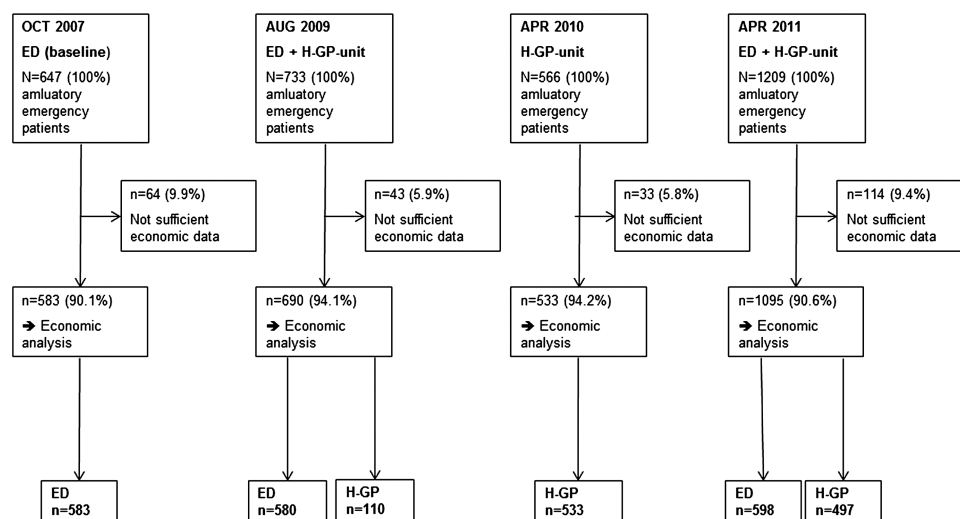 OCT 2007
ED (baseline)
N=647 (100%)
amluatory
emergency
patients
AUG 2009
ED + H-GP-unit
N=733 (100%)
amluatory
emergency
patients
APR 2010
H-GP-unit
N=566 (100%)
amluatory
emergency
patients
APR 2011
ED + H-GP-unit
N=1209 (100%)
amluatory
emergency
patients
n=64 (9.9%)
Not sufficient
economic data
n=43 (5.9%)
Not sufficient
economic data
n=33 (5.8%)
Not sufficient
economic data
n=114 (9.4%)
Not sufficient
economic data
n=583 (90.1%)
➔ Economic
analysis
n=690 (94.1%)
➔ Economic
analysis
n=533 (94.2%)
➔ Economic
analysis
n=1095 (90.6%)
➔ Economic
analysis
ED
n=583
ED
n=580
H-GP
n=110
H-GP
n=533
ED
n=598
H-GP
n=497